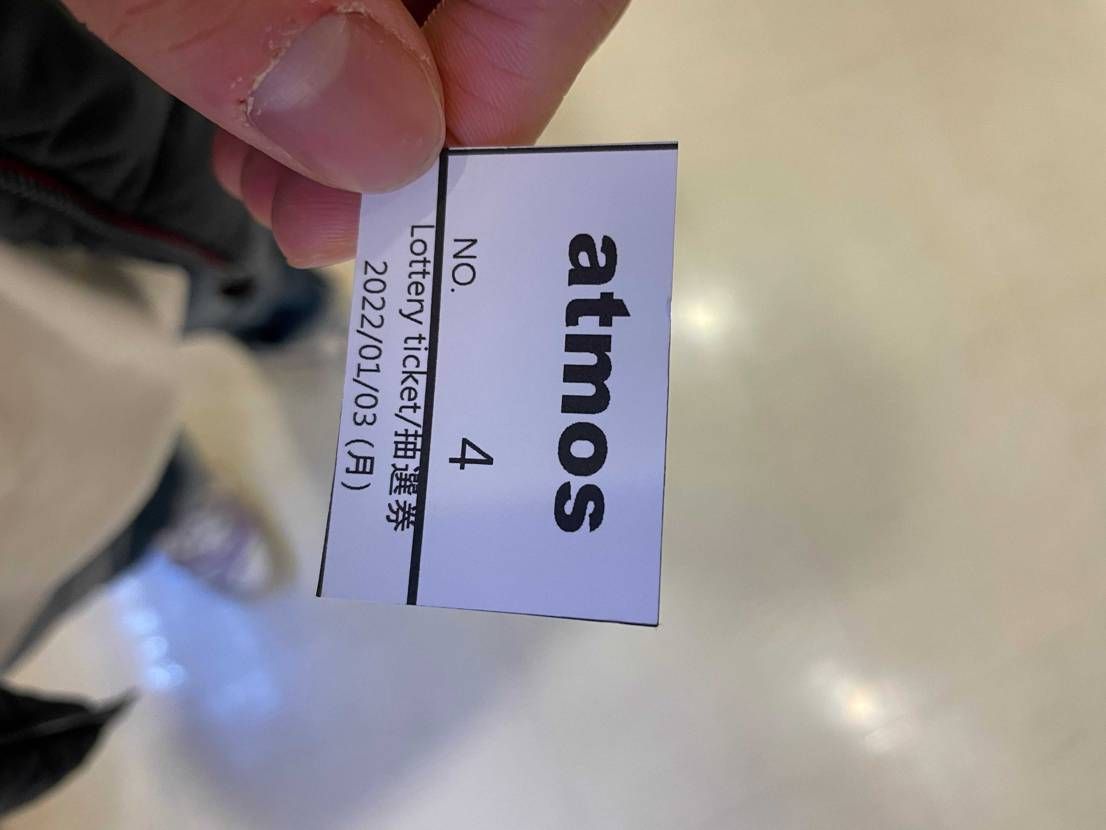 atmos
NO. 4
Lottery ticket/抽選券
2022/01/03 (月)